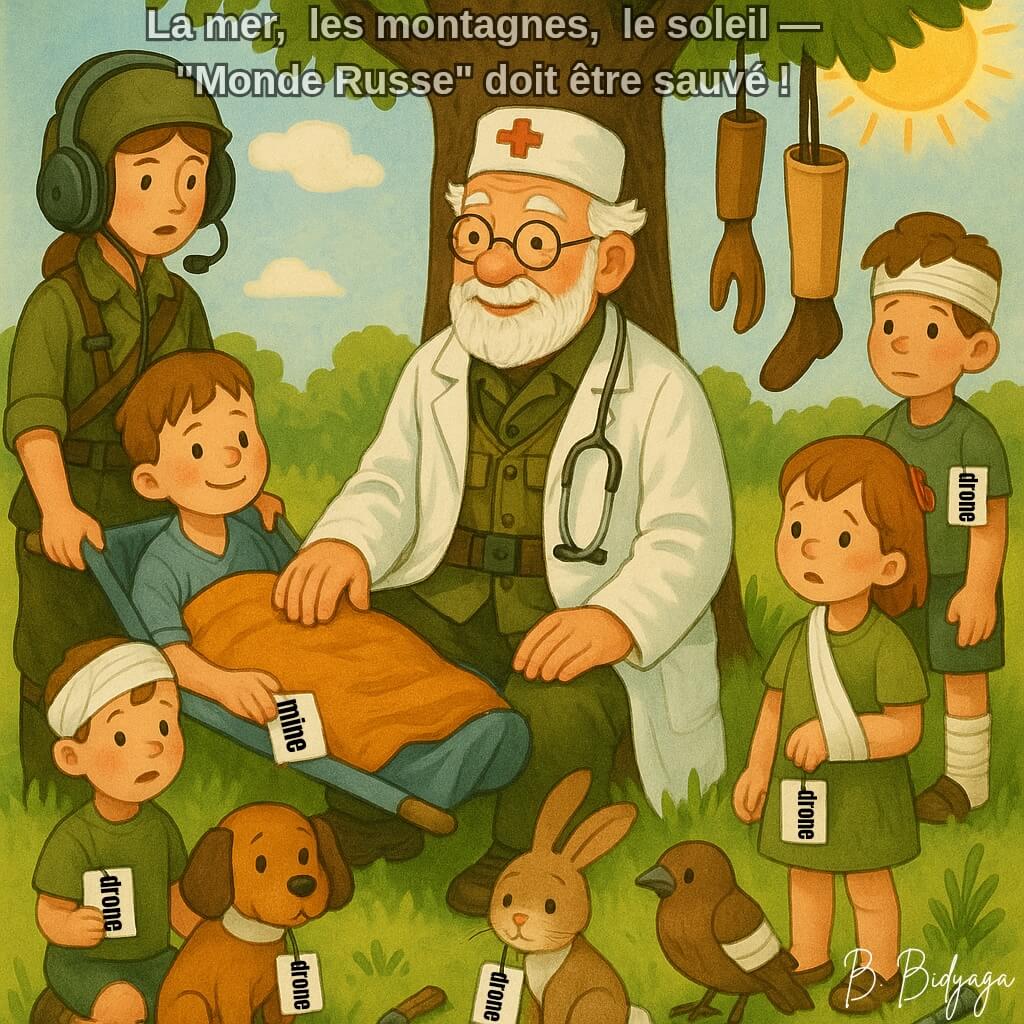 La mer, les montagnes, le soleil —
"Monde Russe" doit être sauvé !
drone
mine
drone
drone
drone
drone
B. Bidyaga